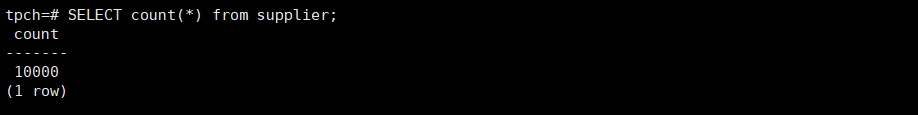 tpch=# SELECT count(*) from supplier;
 count
-------
 10000
(1 row)